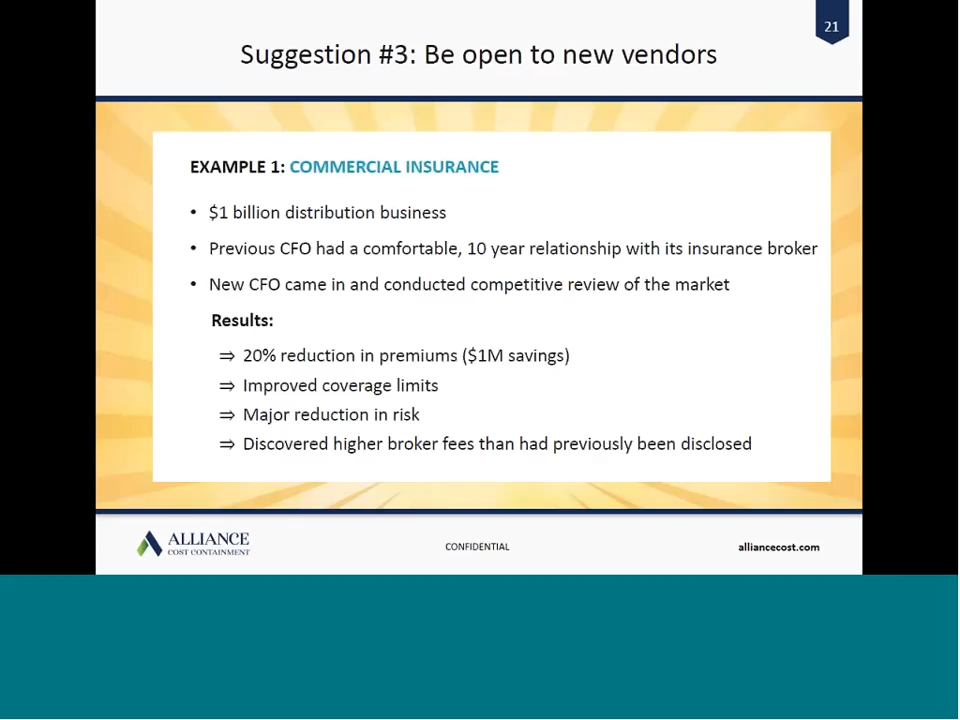 21
Suggestion #3: Be open to new vendors
EXAMPLE 1: COMMERCIAL INSURANCE
• $1 billion distribution business
• Previous CFO had a comfortable, 10 year relationship with its insurance broker
• New CFO came in and conducted competitive review of the market
Results:
⇒ 20% reduction in premiums ($1M savings)
⇒ Improved coverage limits
⇒ Major reduction in risk
⇒ Discovered higher broker fees than had previously been disclosed
ALLIANCE
COST CONTAINMENT
CONFIDENTIAL
alliancecost.com